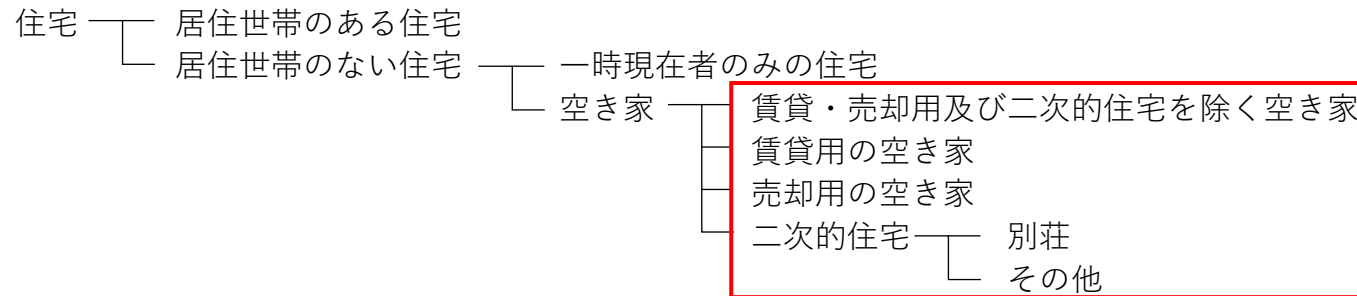 住宅 居住世帯のある住宅
居住世帯のない住宅 一時現在者のみの住宅
空き家 賃貸・売却用及び二次的住宅を除く空き家
賃貸用の空き家
売却用の空き家
二次的住宅 別荘
その他